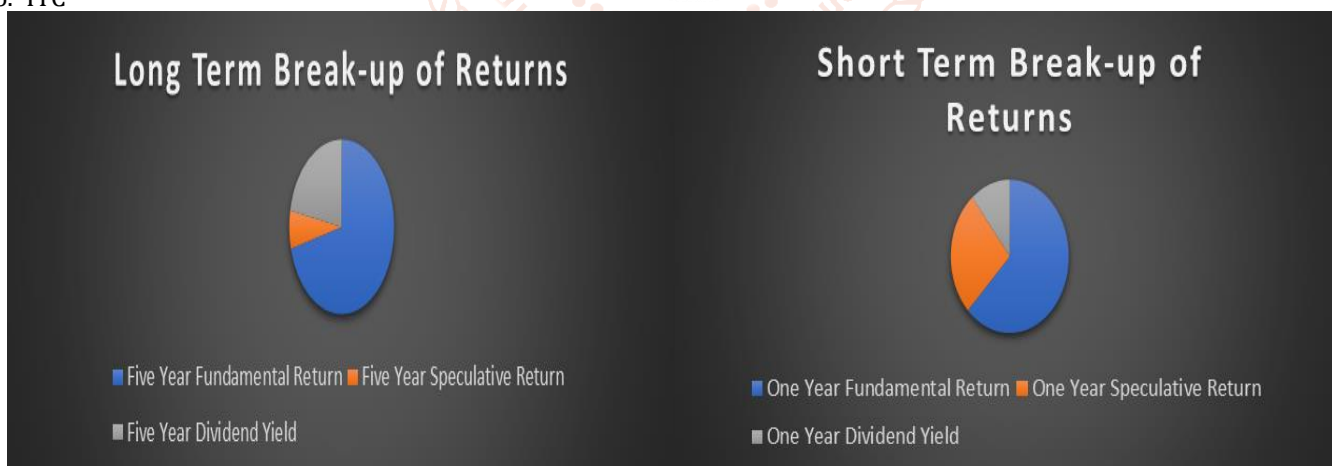 ITC
Long Term Break-up of Returns
Five Year Fundamental Return Five Year Speculative Return
Five Year Dividend Yield
Short Term Break-up of
Returns
One Year Fundamental Return One Year Speculative Return
One Year Dividend Yield